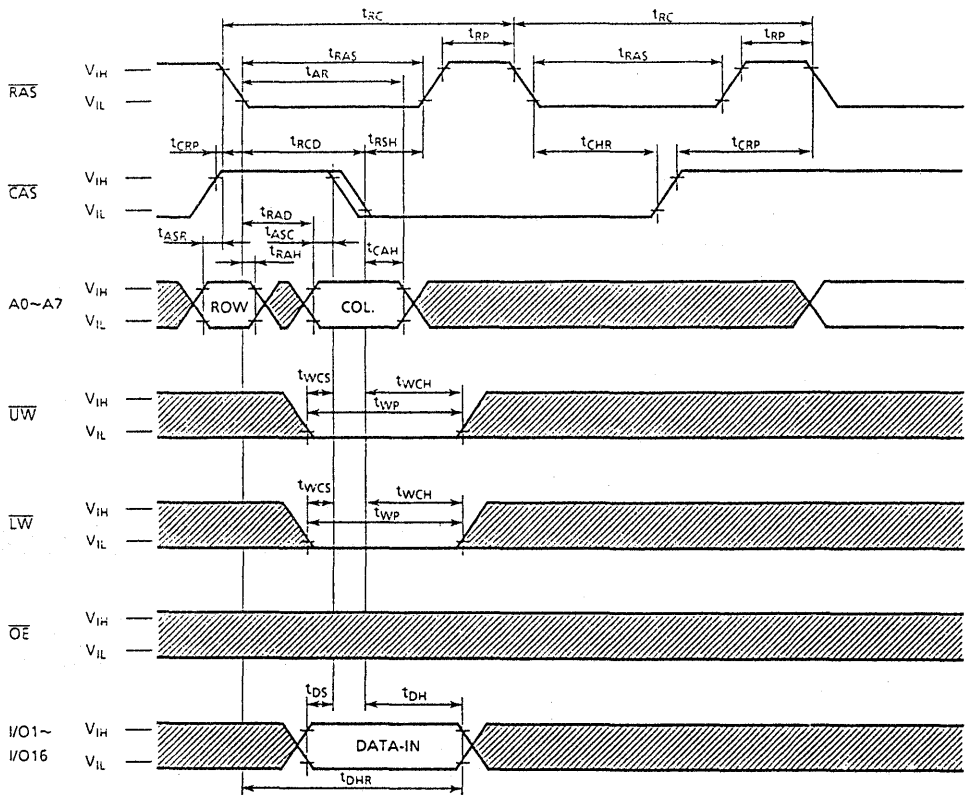 tRC tRC
tRP tRP
tRAS tRAS
tAR
RAS VIH
VIL
tCRP tRCD tRSH tCHR tCRP
CAS VIH
VIL
tRAD
tASR tASC
tRAH tCAH
A0~A7 VIH
ROW COL.
VIL
tWCS tWCH
UW VIH tWP
VIL
tWCS tWCH
LW VIH tWP
VIL
OE VIH
VIL
tDS tDH
I/O1~ VIH
DATA-IN
I/O16 VIL
tDHR